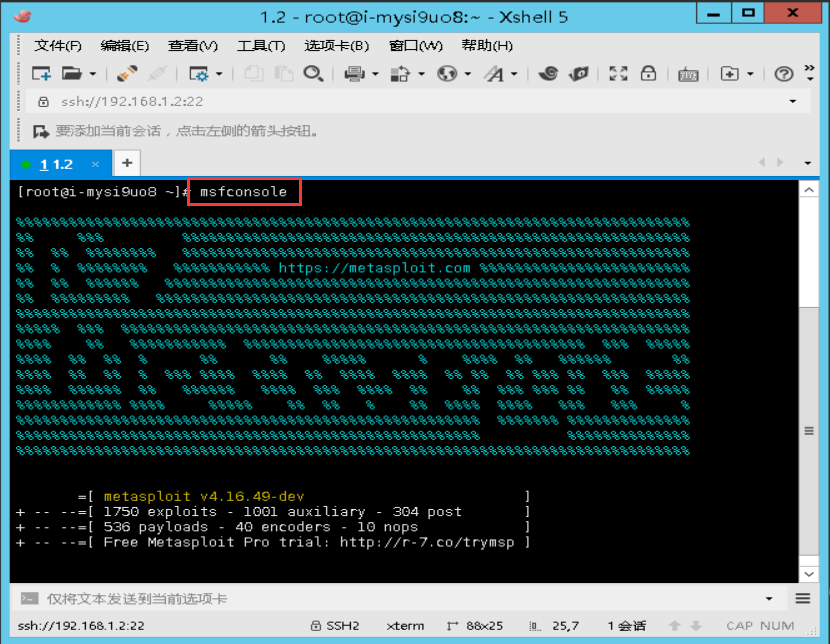 1.2 - root@i-mysi9uo8:~ - Xshell 5
文件(F) 编辑(E) 查看(V) 工具(T) 选项卡(B) 窗口(W) 帮助(H)
ssh://192.168.1.2:22
要添加当前会话，点击左侧的箭头按钮。
1 1.2 × +
[root@i-mysi9uo8 ~]# msfconsole
https://metasploit.com
=[ metasploit v4.16.49-dev ]
+ -- --=[ 1750 exploits - 1001 auxiliary - 304 post ]
+ -- --=[ 536 payloads - 40 encoders - 10 nops ]
+ -- --=[ Free Metasploit Pro trial: http://r-7.co/trymsp ]
仅将文本发送到当前选项卡
ssh://192.168.1.2:22 SSH2 xterm 88x25 25,7 1 会话 CAP NUM